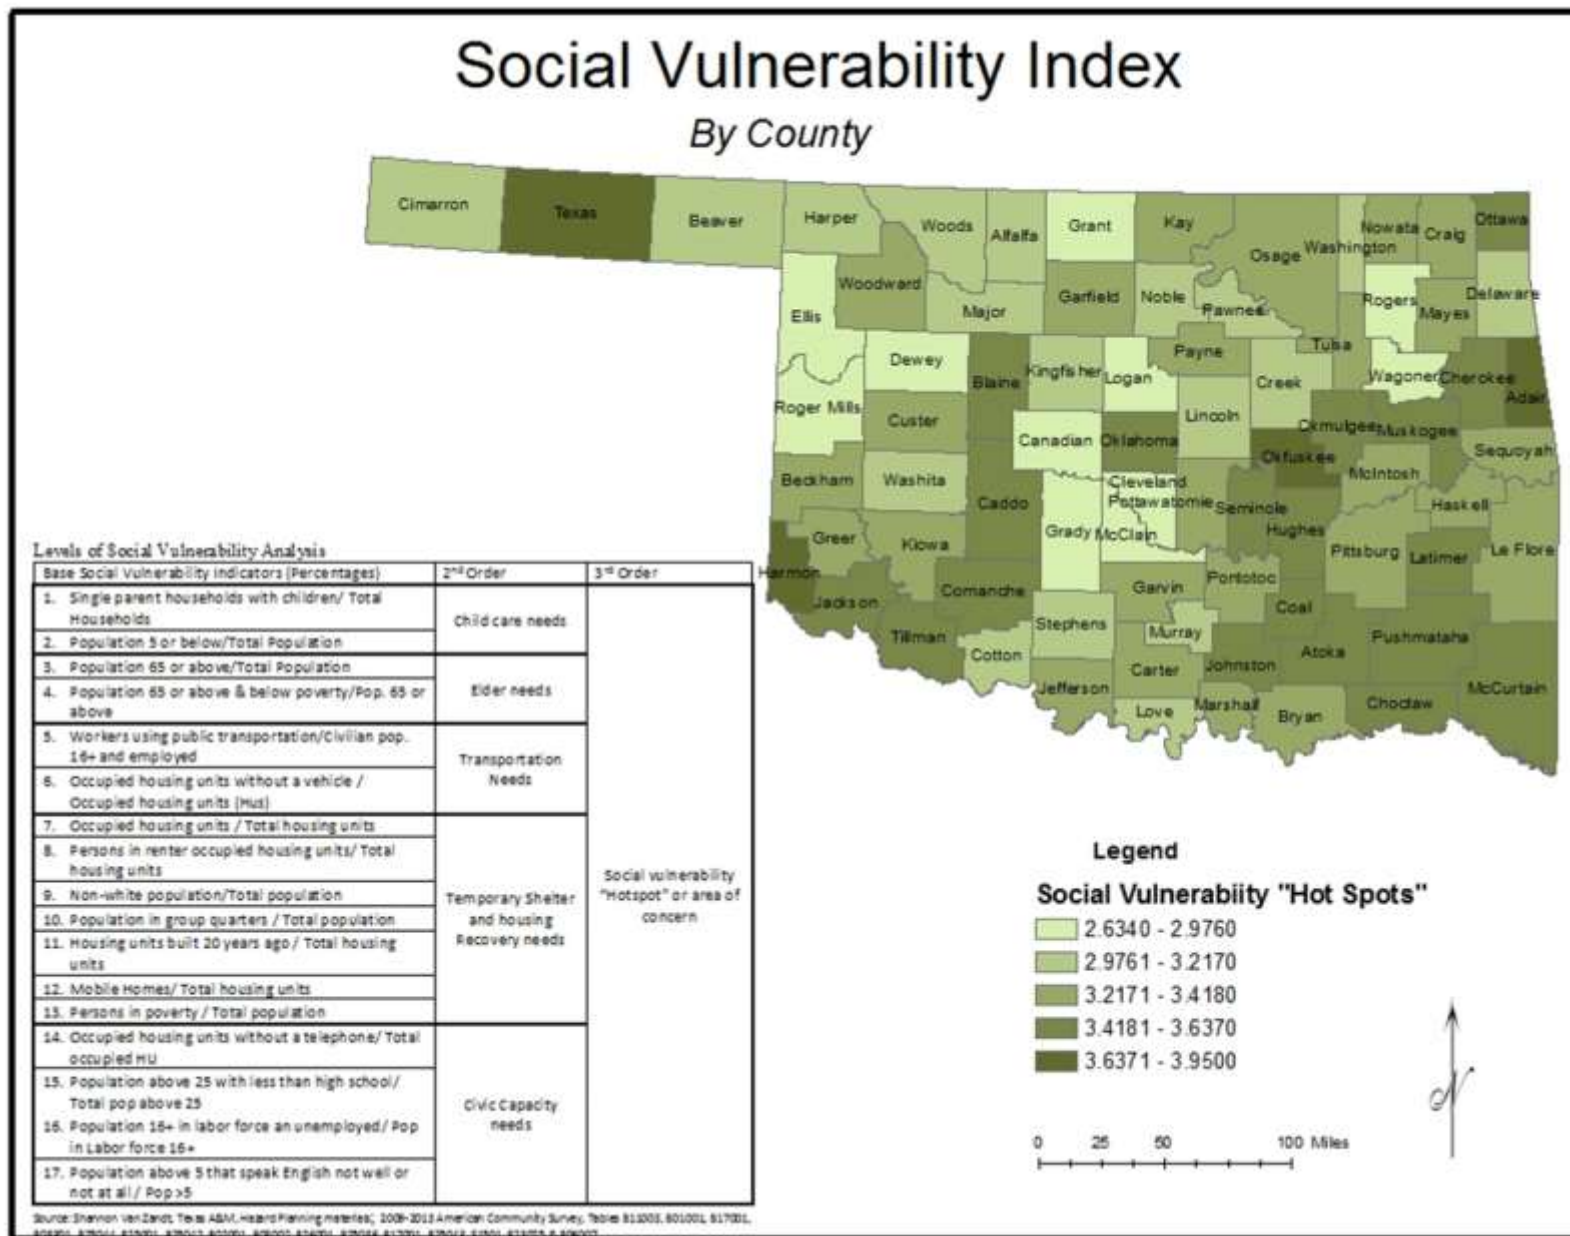 Social Vulnerability Index
By County
Cimarron
Texas
Beaver
Harper
Woods
Alfalfa
Grant
Kay
Osage
Washington
Nowata
Craig
Ottawa
Woodward
Ellis
Major
Garfield
Noble
Pawnee
Rogers
Mayes
Delaware
Dewey
Blaine
Kingfisher
Logan
Payne
Tulsa
Creek
Wagoner
Cherokee
Adair
Roger Mills
Custer
Canadian
Oklahoma
Lincoln
Okmulgee
Muskogee
Okfuskee
Sequoyah
McIntosh
Beckham
Washita
Caddo
Cleveland
Pottawatomie
Seminole
Haskell
Hughes
Grady
McClain
Greer
Kiowa
Pittsburg
Latimer
Le Flore
Harmon
Jackson
Comanche
Garvin
Pontotoc
Coal
Tillman
Stephens
Murray
Cotton
Carter
Johnston
Atoka
Pushmataha
Jefferson
Love
Marshall
Bryan
Choctaw
McCurtain
Levels of Social Vulnerability Analysis
Base Social Vulnerability Indicators (Percentages) 2nd Order 3rd Order
1. Single parent households with children/ Total
Households
2. Population 5 or below/Total Population
Child care needs
3. Population 65 or above/Total Population
4. Population 65 or above & below poverty/Pop. 65 or
above
Elder needs
5. Workers using public transportation/Civilian pop.
16+ and employed
6. Occupied housing units without a vehicle /
Occupied housing units (Hus)
Transportation
Needs
7. Occupied housing units / Total housing units
8. Persons in renter occupied housing units/ Total
housing units
9. Non-white population/Total population
10. Population in group quarters / Total population
11. Housing units built 20 years ago / Total housing
units
12. Mobile Homes/ Total housing units
13. Persons in poverty / Total population
Temporary Shelter
and housing
Recovery needs
14. Occupied housing units without a telephone/ Total
occupied HU
15. Population above 25 with less than high school/
Total pop above 25
16. Population 16+ in labor force an unemployed/ Pop
in Labor force 16+
17. Population above 5 that speak English not well or
not at all / Pop >5
Civic Capacity
needs
Social vulnerability
"Hotspot" or area of
concern
Source: Shannon Van Zandt, Texas A&M, Hazard Planning materials; American Community Survey, Tables
Legend
Social Vulnerabiity "Hot Spots"
2.6340 - 2.9760
2.9761 - 3.2170
3.2171 - 3.4180
3.4181 - 3.6370
3.6371 - 3.9500
0 25 50 100 Miles
N